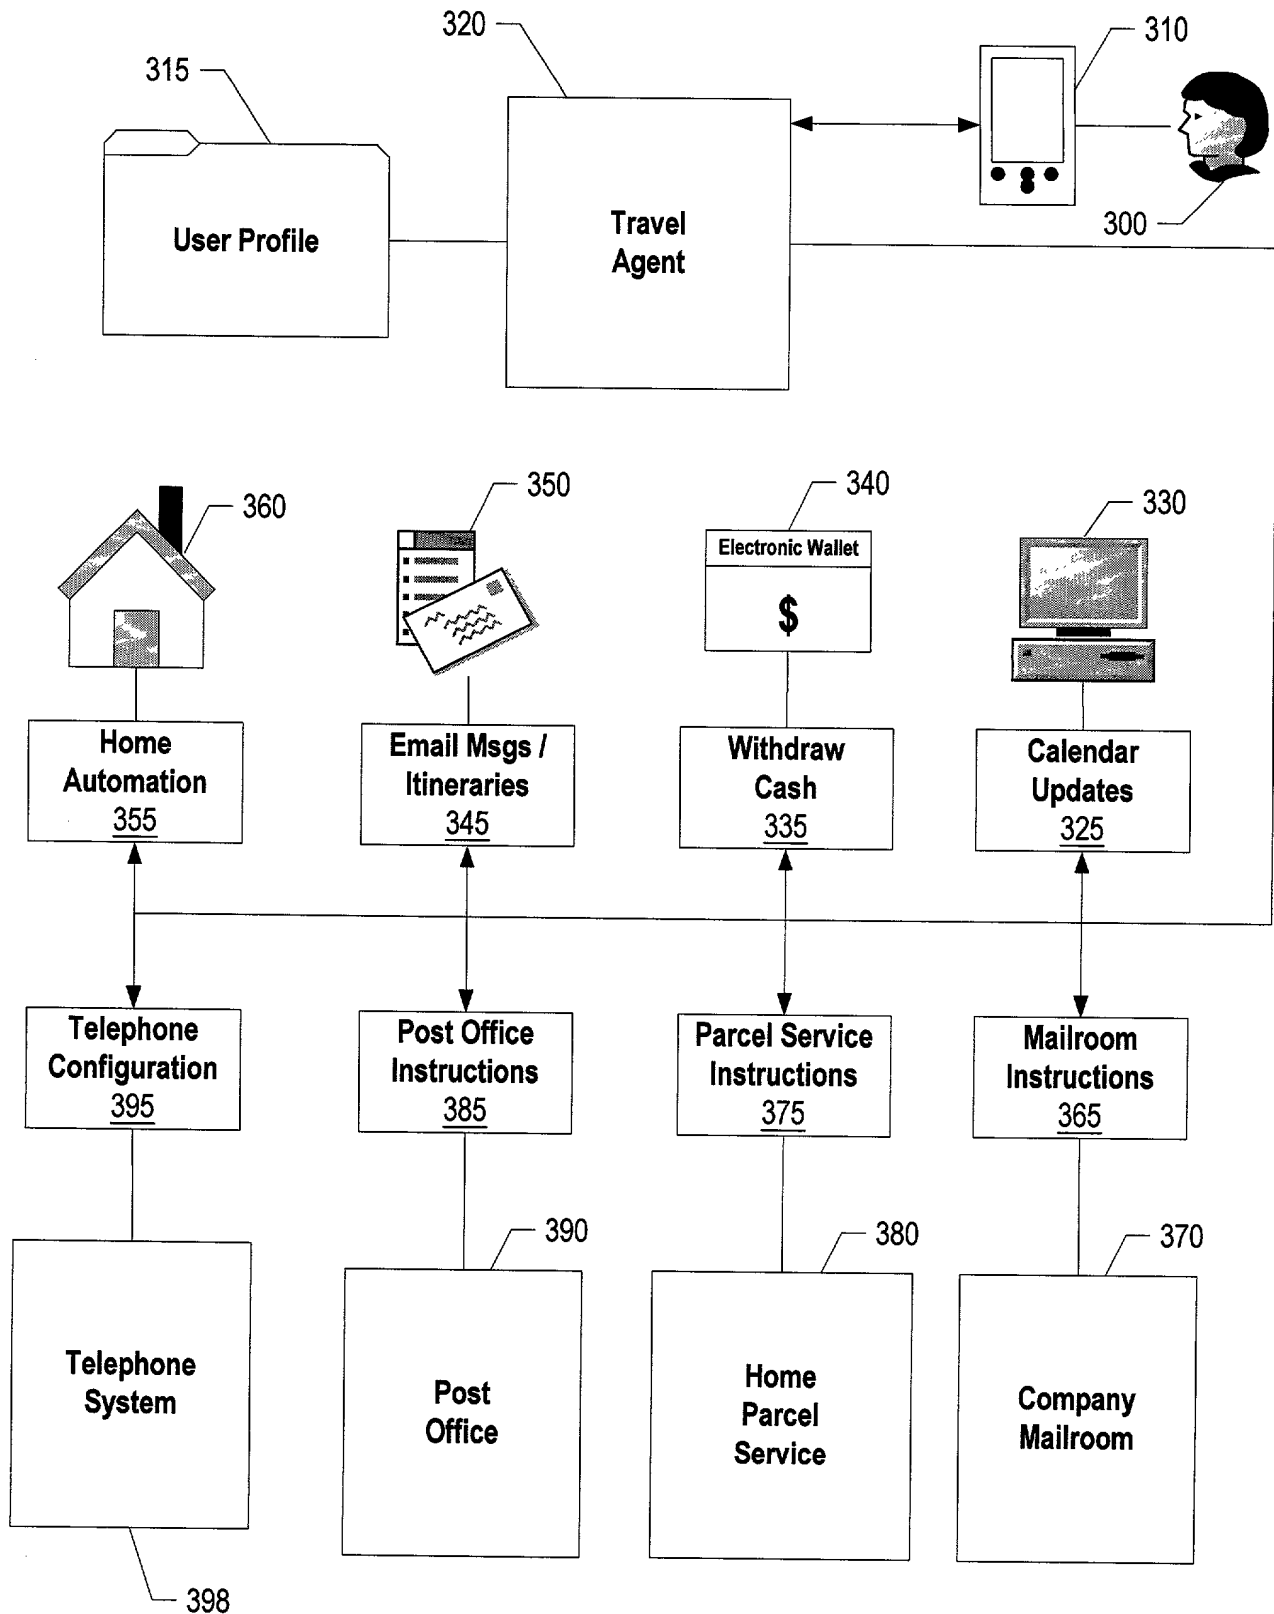 320
310
315
User Profile
Travel
Agent
300
360
350
340
330
Electronic Wallet
$
Home
Automation
355
Email Msgs /
Itineraries
345
Withdraw
Cash
335
Calendar
Updates
325
Telephone
Configuration
395
Post Office
Instructions
385
Parcel Service
Instructions
375
Mailroom
Instructions
365
390
380
370
Telephone
System
Post
Office
Home
Parcel
Service
Company
Mailroom
398